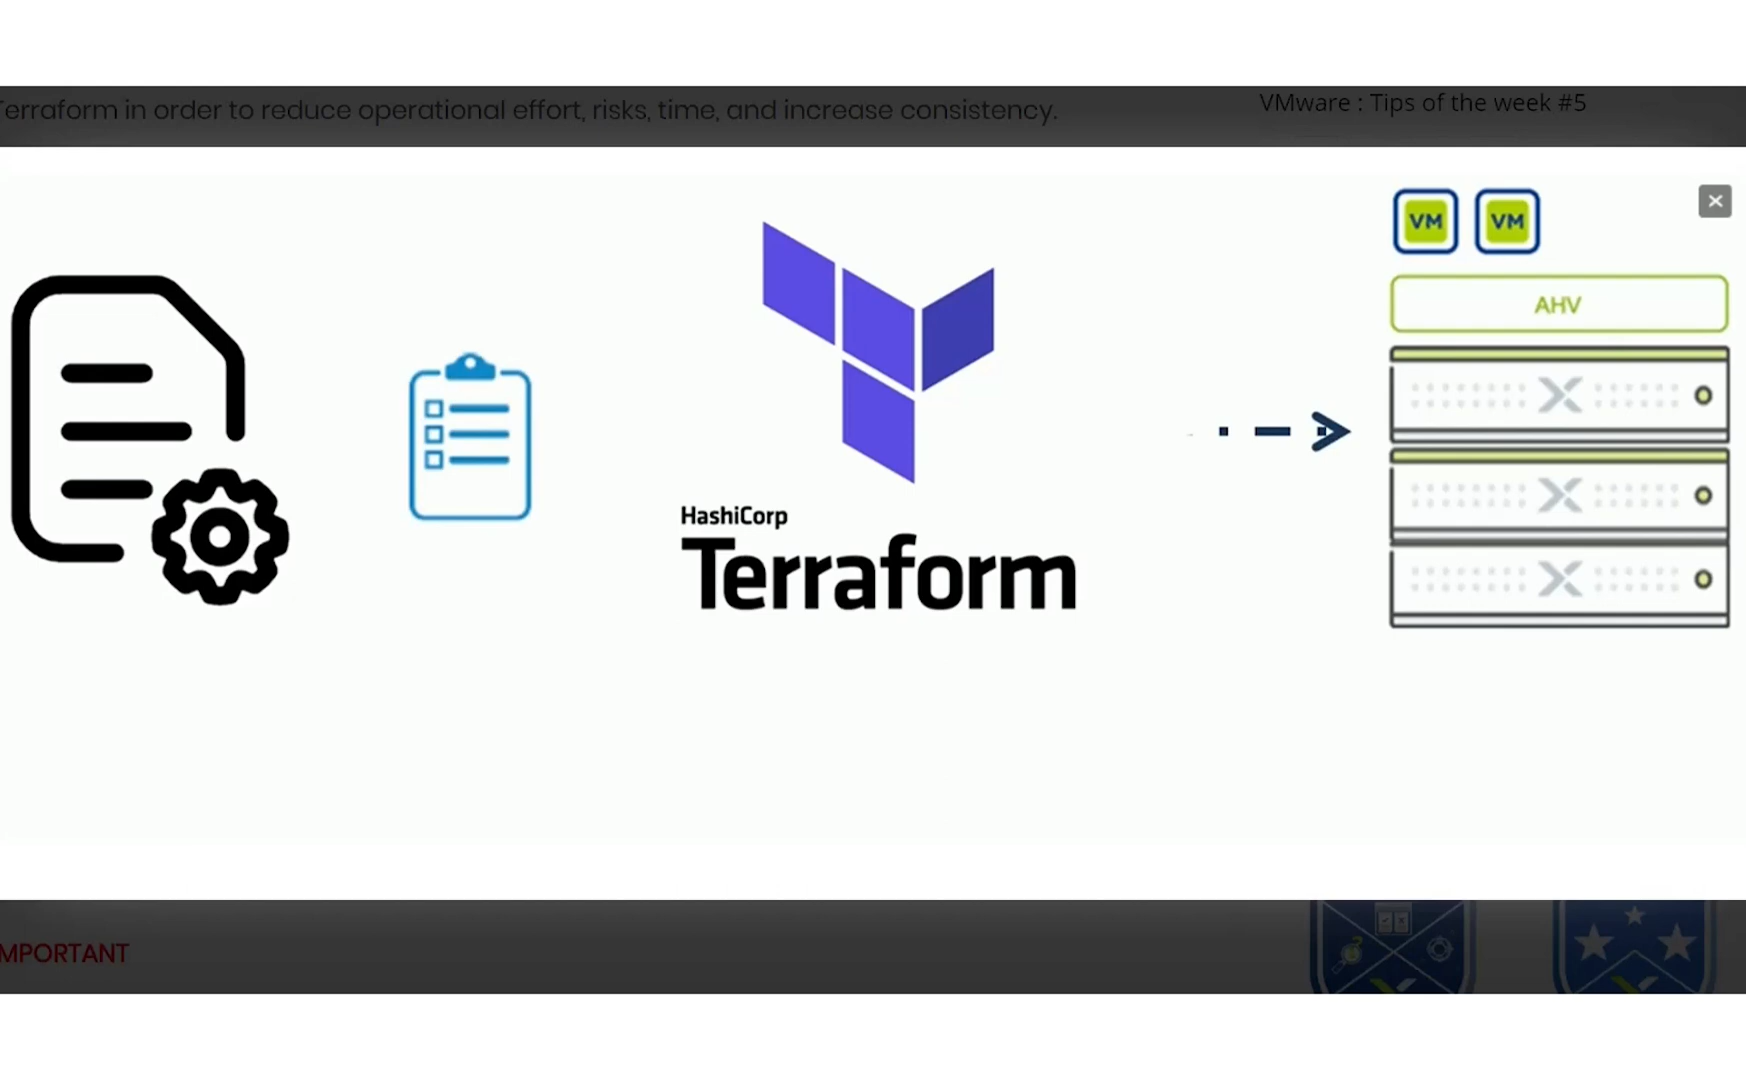 Terraform in order to reduce operational effort, risks, time, and increase consistency.
VMware : Tips of the week #5
VM VM
AHV
HashiCorp
Terraform
MPORTANT